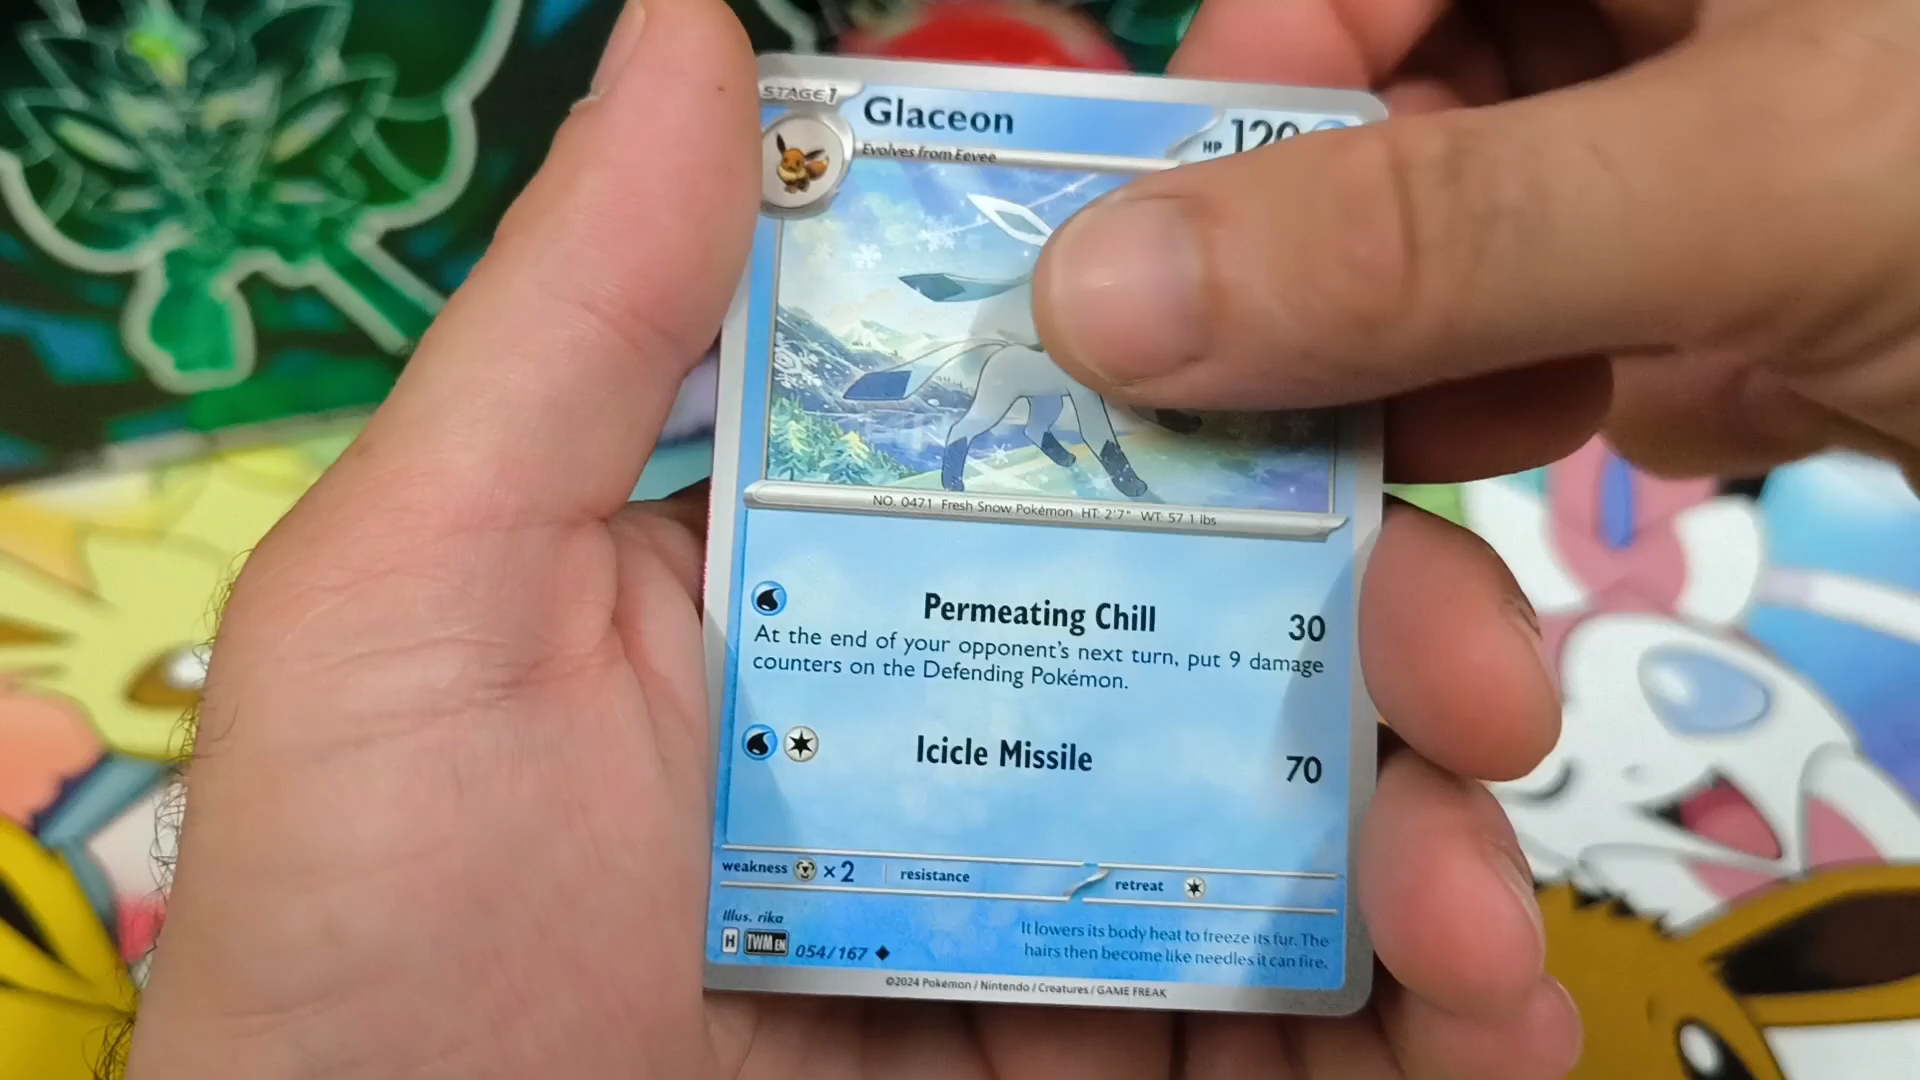 STAGE 1
Glaceon
HP 120
Evolves from Eevee
NO. 0471 Fresh Snow Pokémon HT: 2'7" WT: 57.1 lbs
Permeating Chill 30
At the end of your opponent's next turn, put 9 damage
counters on the Defending Pokémon.
Icicle Missile 70
weakness ×2 resistance retreat
Illus. rika
It lowers its body heat to freeze its fur. The
hairs then become like needles it can fire.
H TWM EN 054/167
©2024 Pokémon / Nintendo / Creatures / GAME FREAK